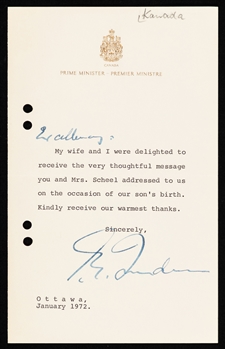 Kanada
CANADA
PRIME MINISTER · PREMIER MINISTRE
Excellency:
My wife and I were delighted to
receive the very thoughtful message
you and Mrs. Scheel addressed to us
on the occasion of our son's birth.
Kindly receive our warmest thanks.
Sincerely,
Ottawa,
January 1972.